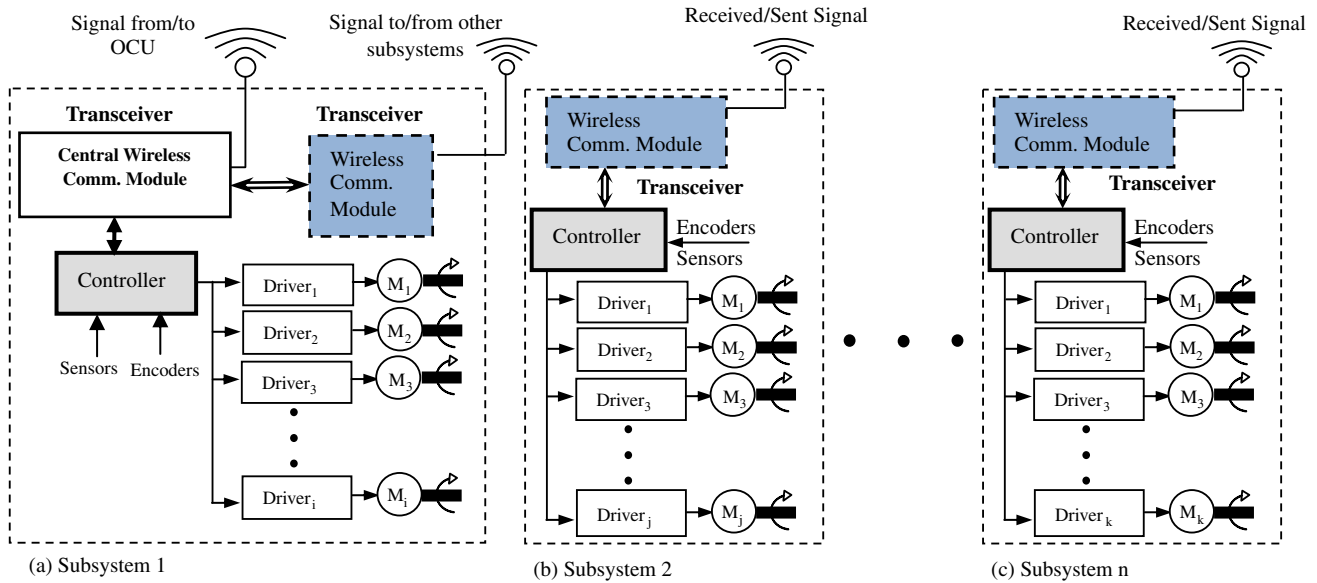 Signal from/to
OCU
Signal to/from other
subsystems
Received/Sent Signal
Received/Sent Signal
Transceiver
Central Wireless
Comm. Module
Transceiver
Wireless
Comm.
Module
Controller
Sensors
Encoders
Driver1
M1
Driver2
M2
Driver3
M3
Driveri
Mi
(a) Subsystem 1
Wireless
Comm. Module
Transceiver
Controller
Encoders
Sensors
Driver1
M1
Driver2
M2
Driver3
M3
Driverj
Mj
(b) Subsystem 2
Wireless
Comm. Module
Transceiver
Controller
Encoders
Sensors
Driver1
M1
Driver2
M2
Driver3
M3
Driverk
Mk
(c) Subsystem n